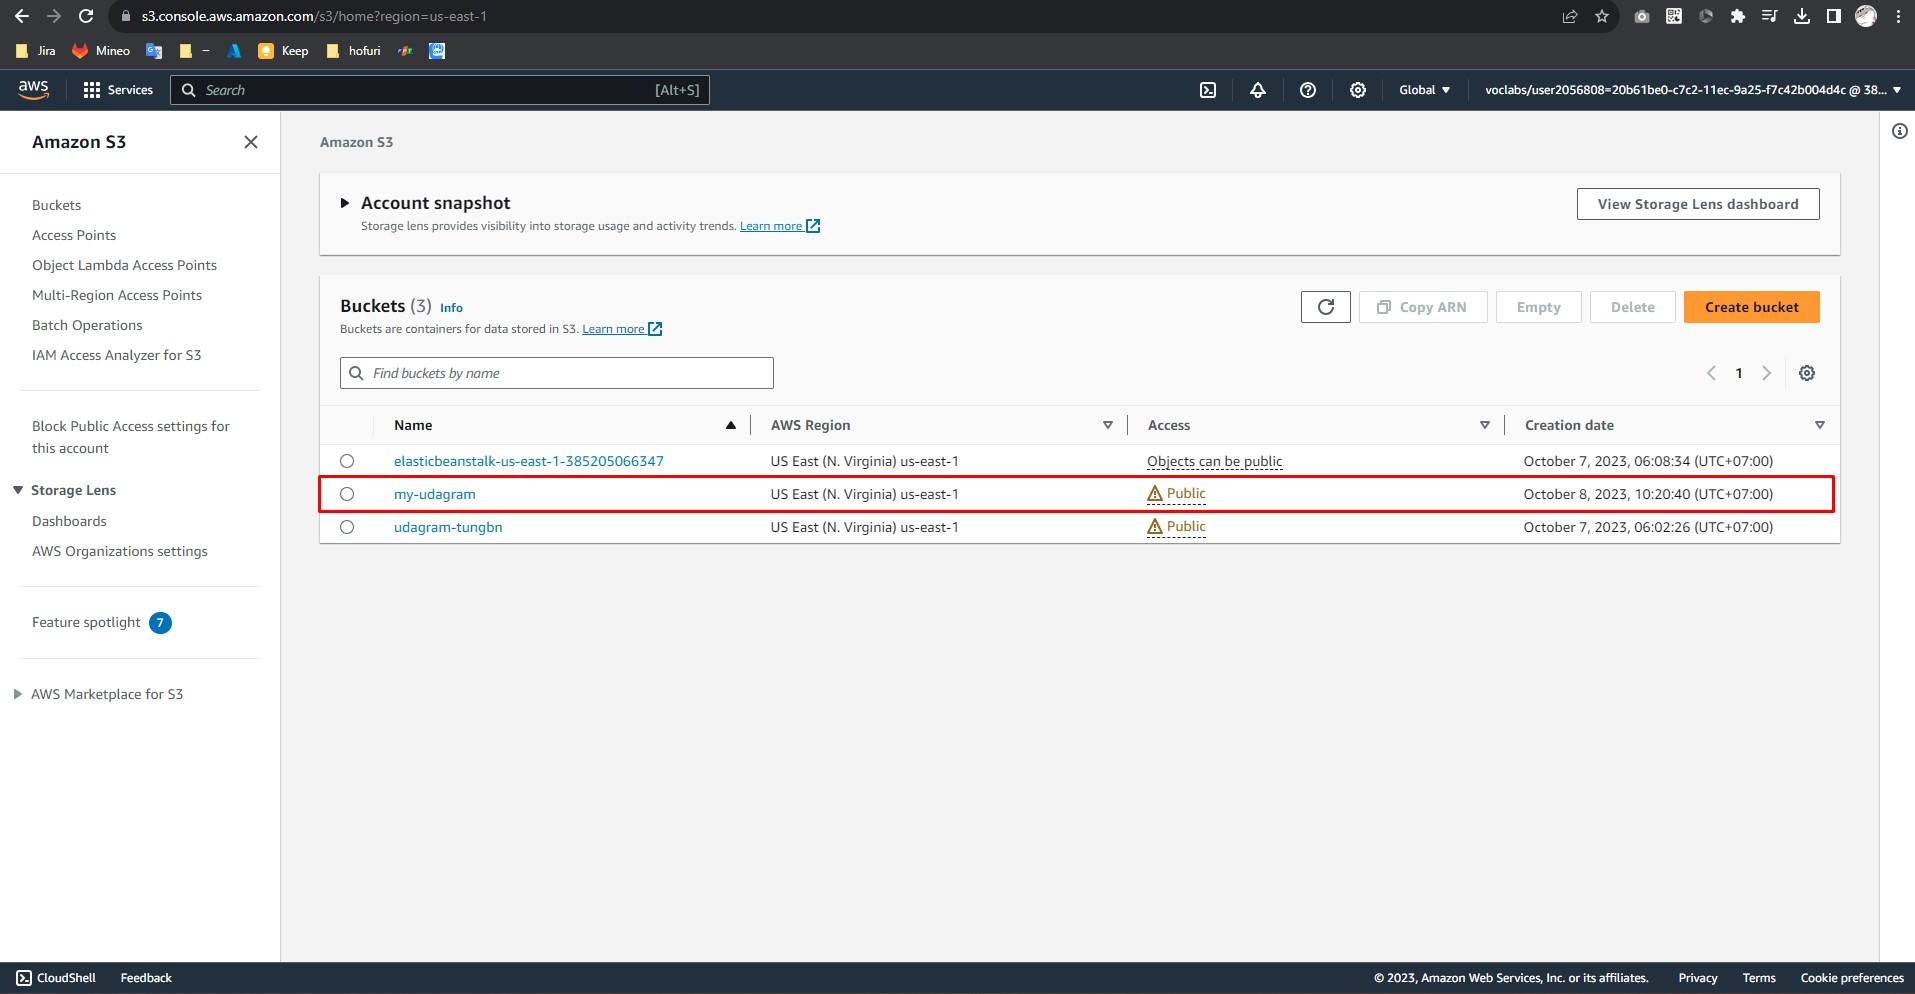 s3.console.aws.amazon.com/s3/home?region=us-east-1
Jira Mineo – Keep hofuri
aws Services Search [Alt+S] Global voclabs/user2056808=20b61be0-c7c2-11ec-9a25-f7c42b004d4c @ 38...
Amazon S3
Buckets
Access Points
Object Lambda Access Points
Multi-Region Access Points
Batch Operations
IAM Access Analyzer for S3
Block Public Access settings for
this account
Storage Lens
Dashboards
AWS Organizations settings
Feature spotlight 7
AWS Marketplace for S3
Amazon S3
Account snapshot
View Storage Lens dashboard
Storage lens provides visibility into storage usage and activity trends. Learn more
Buckets (3) Info
Copy ARN Empty Delete Create bucket
Buckets are containers for data stored in S3. Learn more
Find buckets by name
1
Name AWS Region Access Creation date
elasticbeanstalk-us-east-1-385205066347 US East (N. Virginia) us-east-1 Objects can be public October 7, 2023, 06:08:34 (UTC+07:00)
my-udagram US East (N. Virginia) us-east-1 Public October 8, 2023, 10:20:40 (UTC+07:00)
udagram-tungbn US East (N. Virginia) us-east-1 Public October 7, 2023, 06:02:26 (UTC+07:00)
CloudShell Feedback © 2023, Amazon Web Services, Inc. or its affiliates. Privacy Terms Cookie preferences